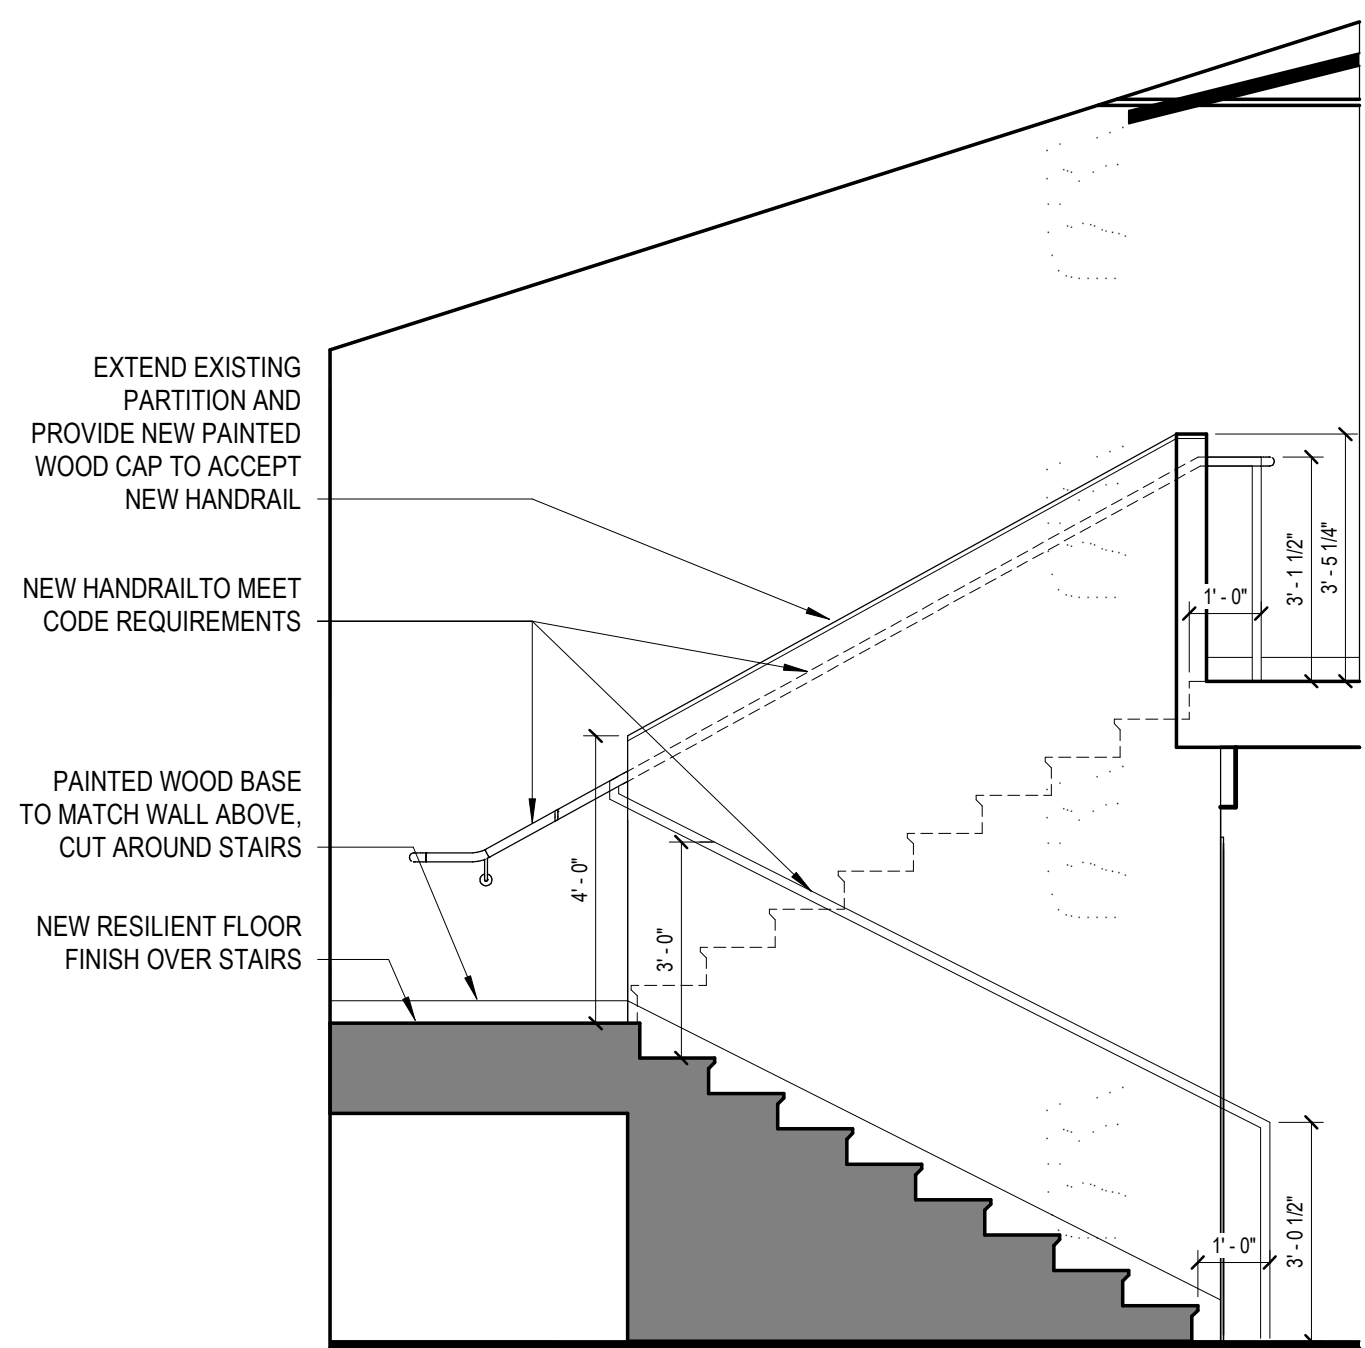 EXTEND EXISTING
PARTITION AND
PROVIDE NEW PAINTED
WOOD CAP TO ACCEPT
NEW HANDRAIL
NEW HANDRAILTO MEET
CODE REQUIREMENTS
PAINTED WOOD BASE
TO MATCH WALL ABOVE,
CUT AROUND STAIRS
NEW RESILIENT FLOOR
FINISH OVER STAIRS
4' - 0"
3' - 0"
1' - 0"
3' - 1 1/2"
3' - 5 1/4"
1' - 0"
3' - 0 1/2"